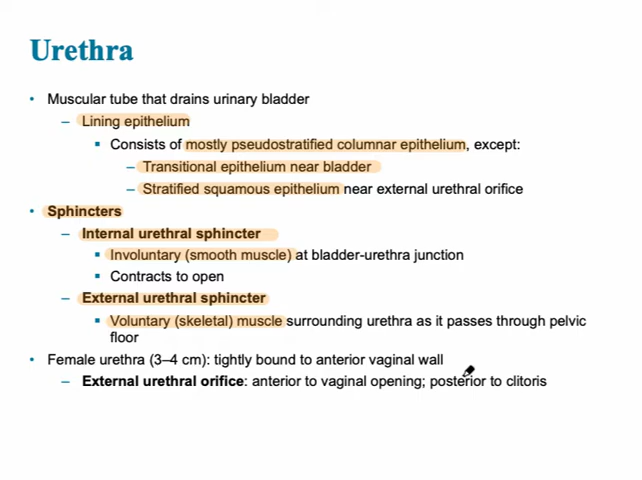 Urethra
• Muscular tube that drains urinary bladder
– Lining epithelium
▪ Consists of mostly pseudostratified columnar epithelium, except:
– Transitional epithelium near bladder
– Stratified squamous epithelium near external urethral orifice
• Sphincters
– Internal urethral sphincter
▪ Involuntary (smooth muscle) at bladder-urethra junction
▪ Contracts to open
– External urethral sphincter
▪ Voluntary (skeletal) muscle surrounding urethra as it passes through pelvic
floor
• Female urethra (3–4 cm): tightly bound to anterior vaginal wall
– External urethral orifice: anterior to vaginal opening; posterior to clitoris